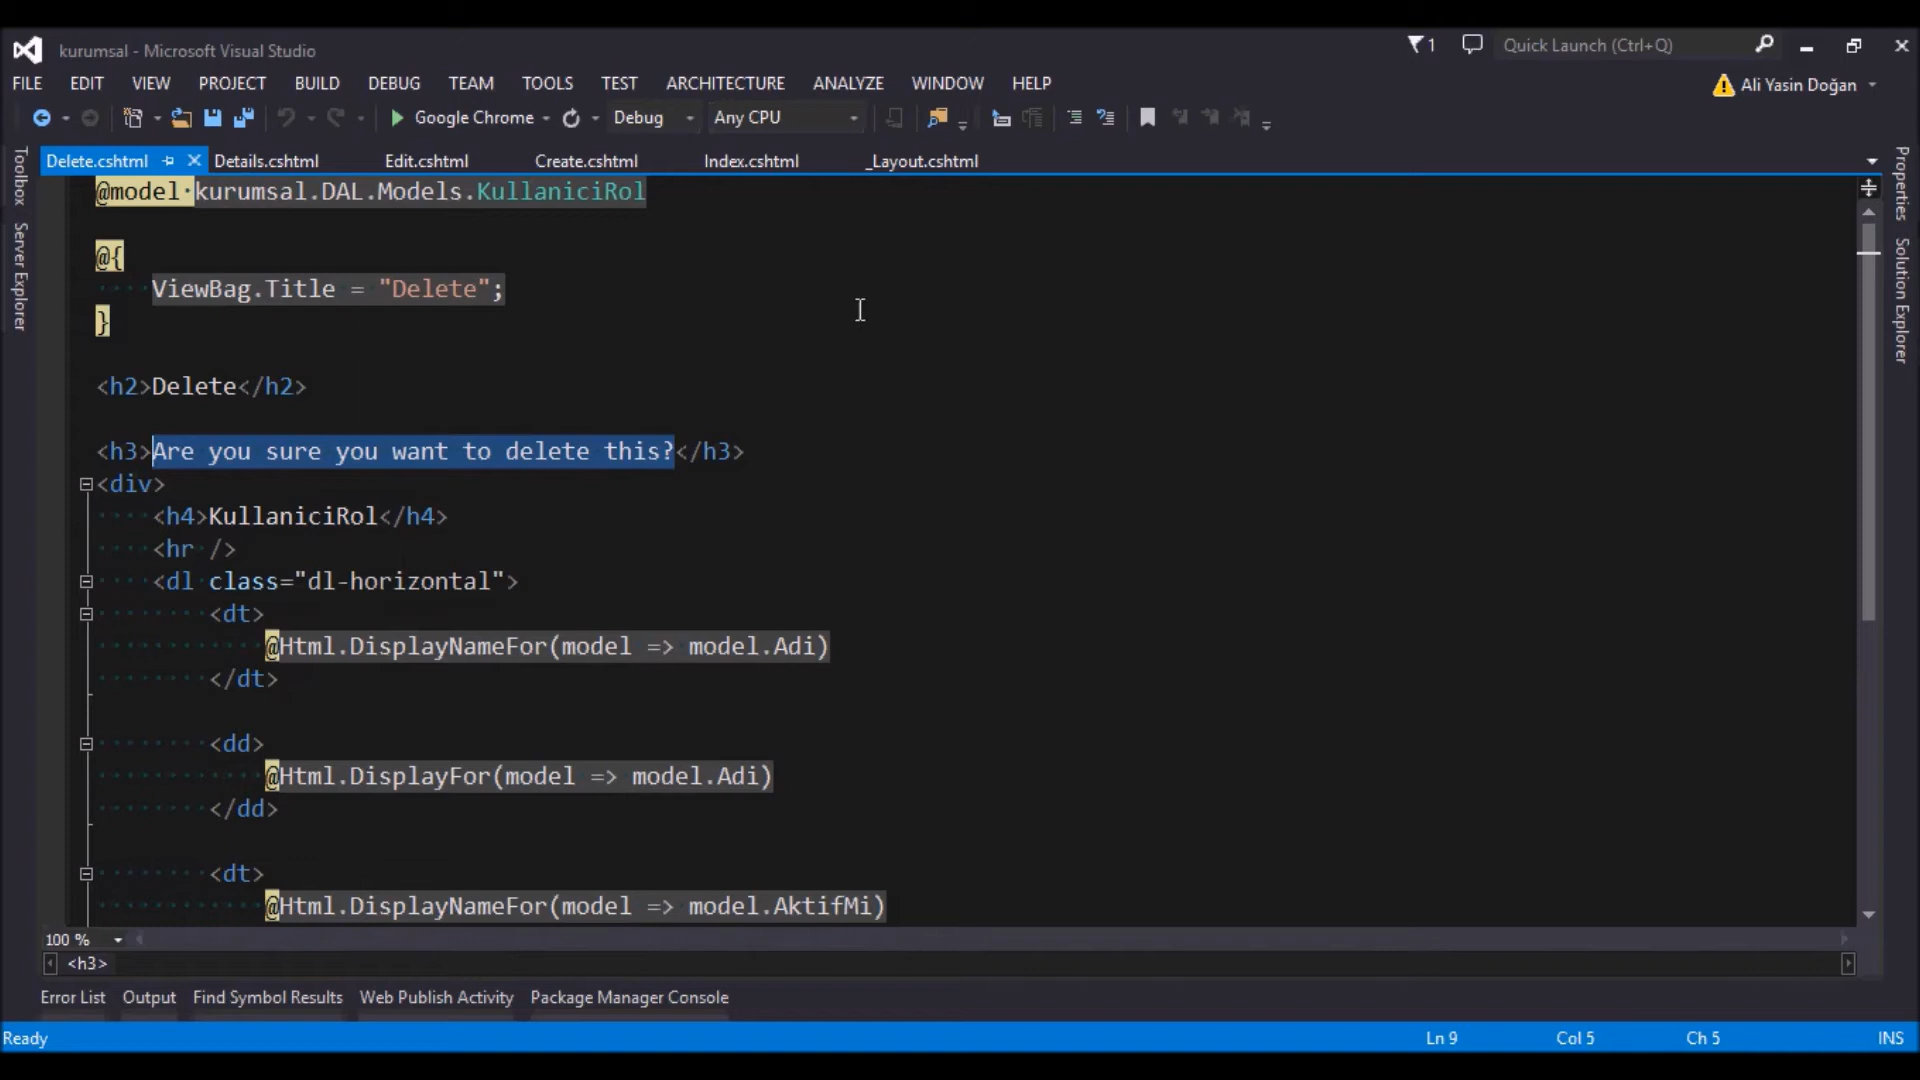 kurumsal - Microsoft Visual Studio
1
Quick Launch (Ctrl+Q)
FILE EDIT VIEW PROJECT BUILD DEBUG TEAM TOOLS TEST ARCHITECTURE ANALYZE WINDOW HELP
Ali Yasin Doğan
Google Chrome Debug Any CPU
Delete.cshtml Details.cshtml Edit.cshtml Create.cshtml Index.cshtml _Layout.cshtml
Toolbox
Server Explorer
Properties
Solution Explorer
@model kurumsal.DAL.Models.KullaniciRol
@{
ViewBag.Title = "Delete";
}
<h2>Delete</h2>
<h3>Are you sure you want to delete this?</h3>
<div>
<h4>KullaniciRol</h4>
<hr />
<dl class="dl-horizontal">
<dt>
@Html.DisplayNameFor(model => model.Adi)
</dt>
<dd>
@Html.DisplayFor(model => model.Adi)
</dd>
<dt>
@Html.DisplayNameFor(model => model.AktifMi)
100 %
<h3>
Error List Output Find Symbol Results Web Publish Activity Package Manager Console
Ready Ln 9 Col 5 Ch 5 INS